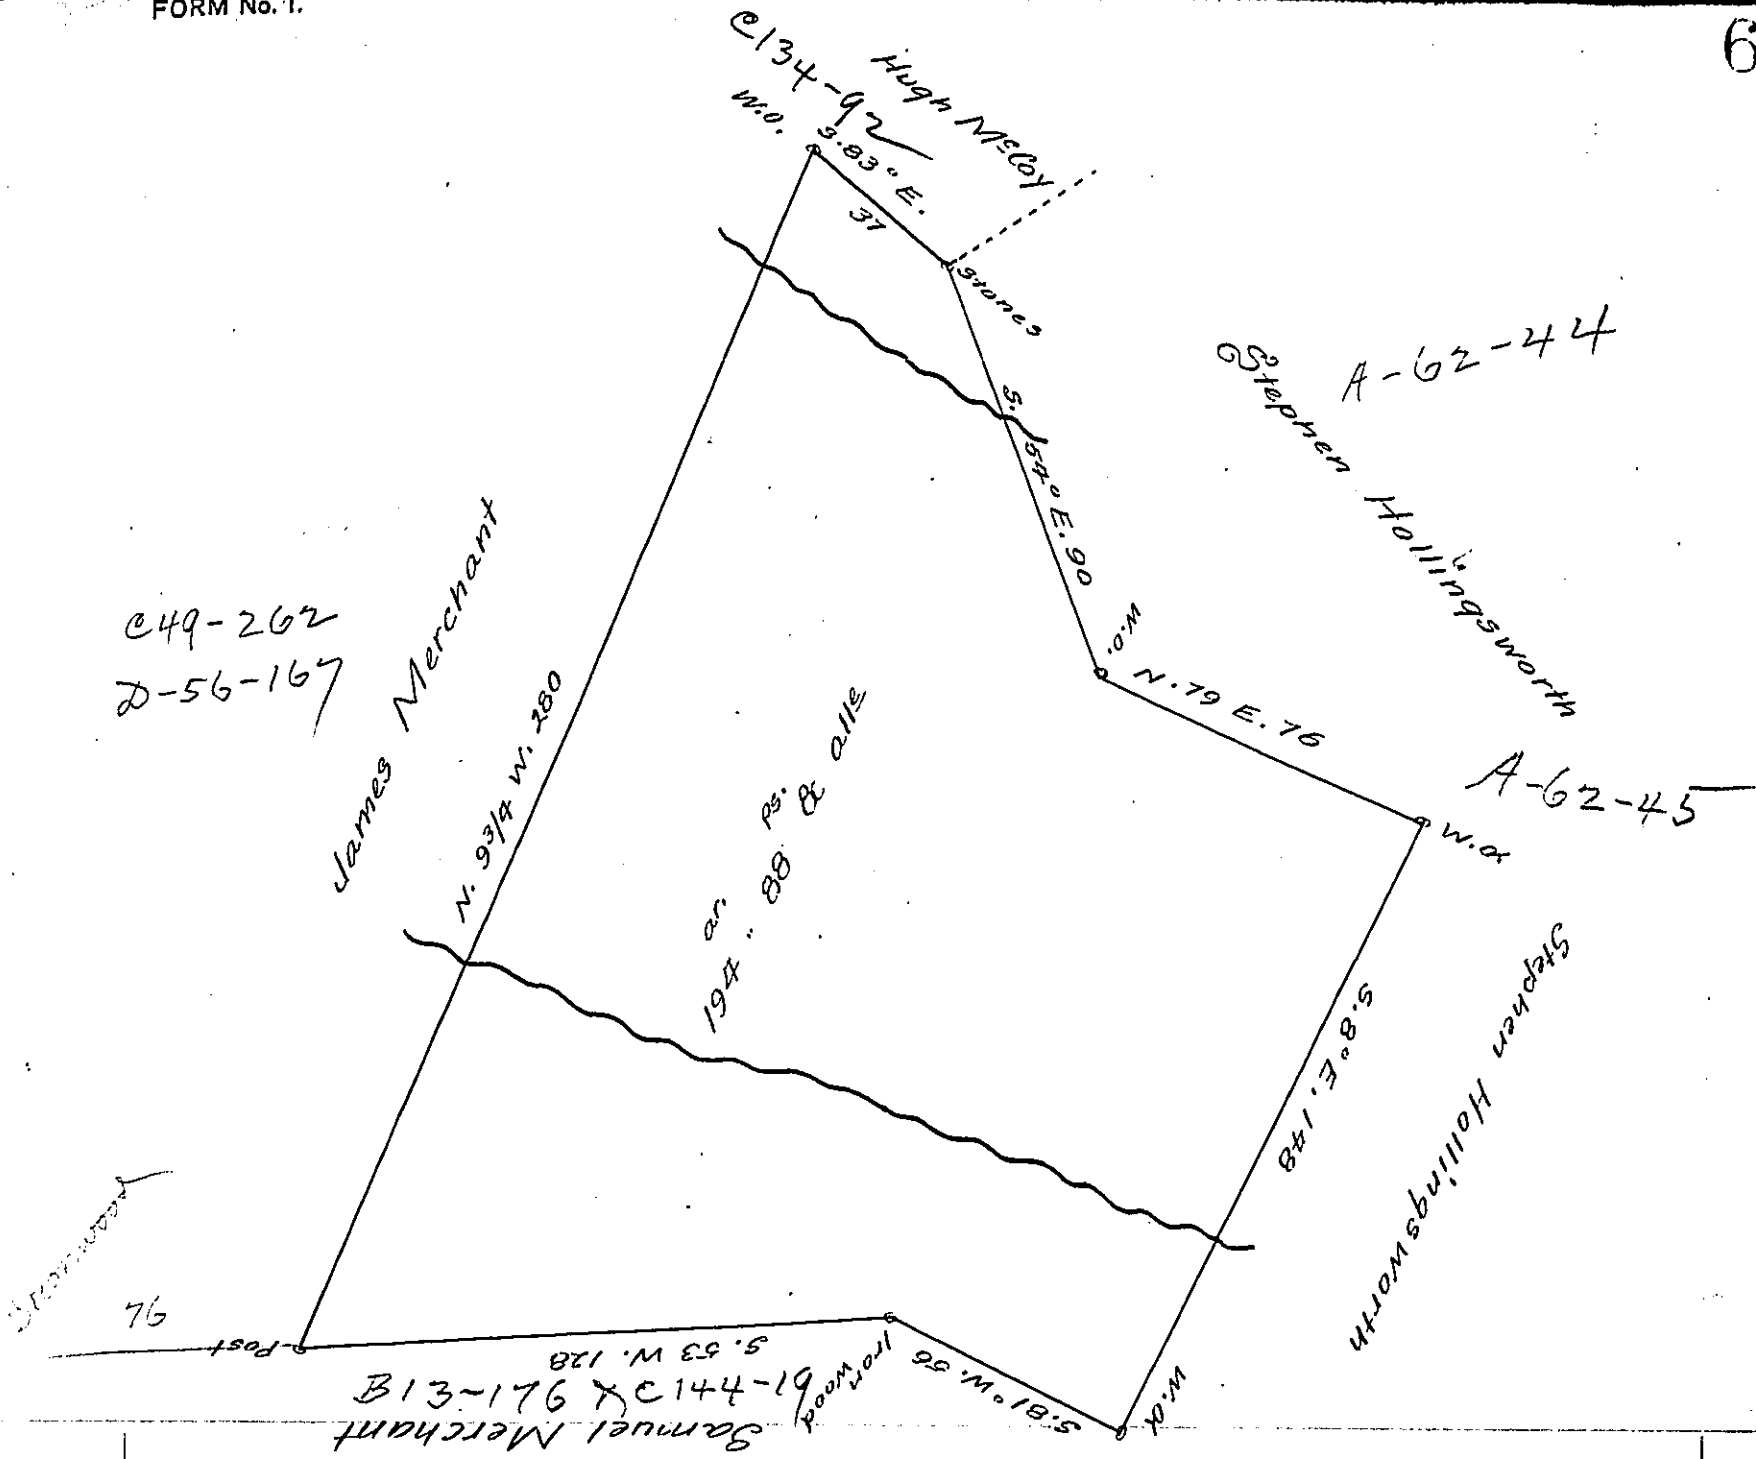 FORM No. 1.
6
C134-92
Hugh McCoy
W.O.
S.83° E.
37
Stones
A-62-44
Stephen Hollingsworth
S. 54° E. 90
C49-262
D-56-167
James Merchant
N. 9 3/4 W. 280
W.O.
N. 79 E. 76
A-62-45
W.O.
ar. ps.
194 " 88 & alle
Stephen Hollingsworth
S. 8° E. 148
76
Post
S. 53 W. 128
Iron wood
S. 81° W. 56
W.O.
B13-176 X C144-19
Samuel Merchant